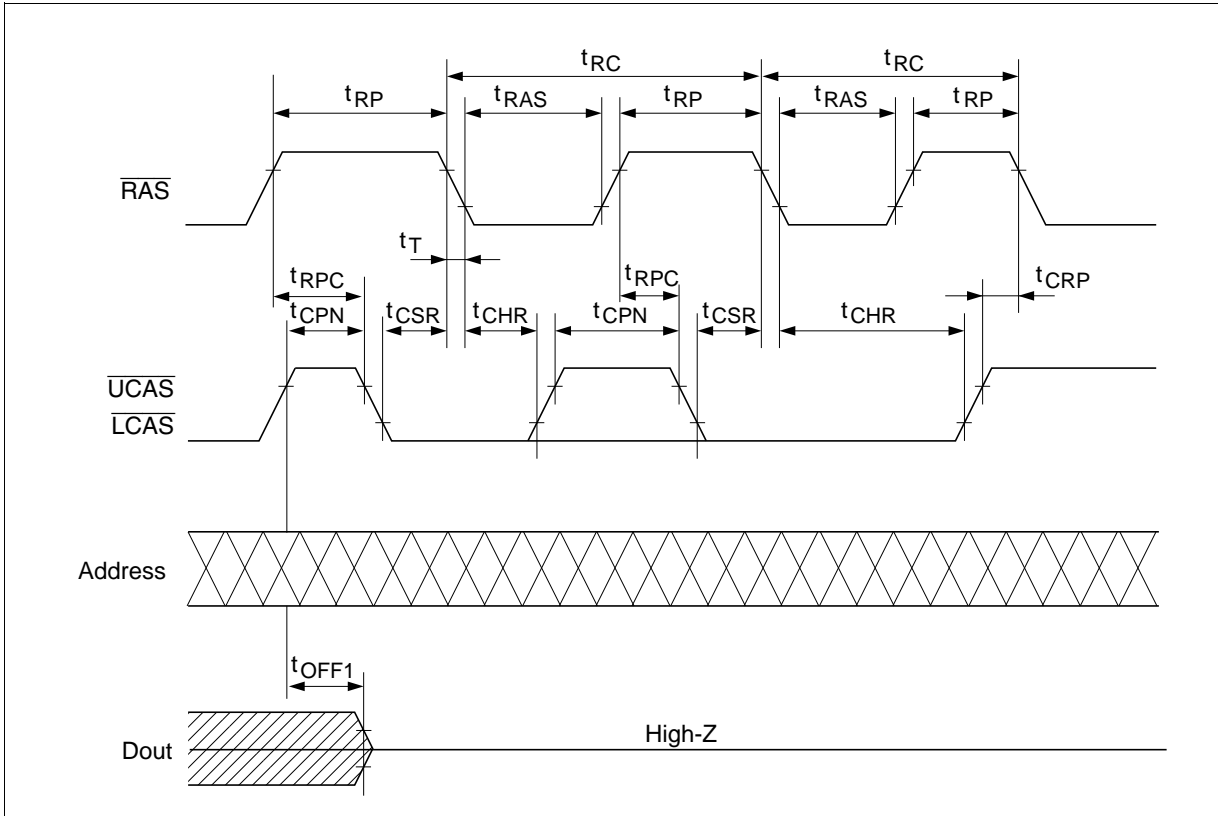 tRC tRC
tRP tRAS tRP tRAS tRP
RAS
tT
tRPC tRPC tCRP
tCPN tCSR tCHR tCPN tCSR tCHR
UCAS
LCAS
Address
tOFF1
High-Z
Dout